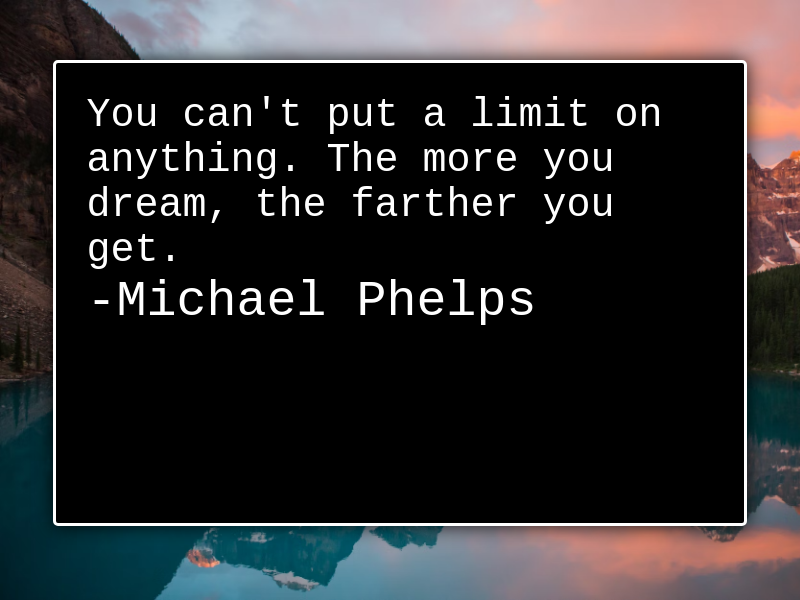 You can't put a limit on
anything. The more you
dream, the farther you
get.
-Michael Phelps